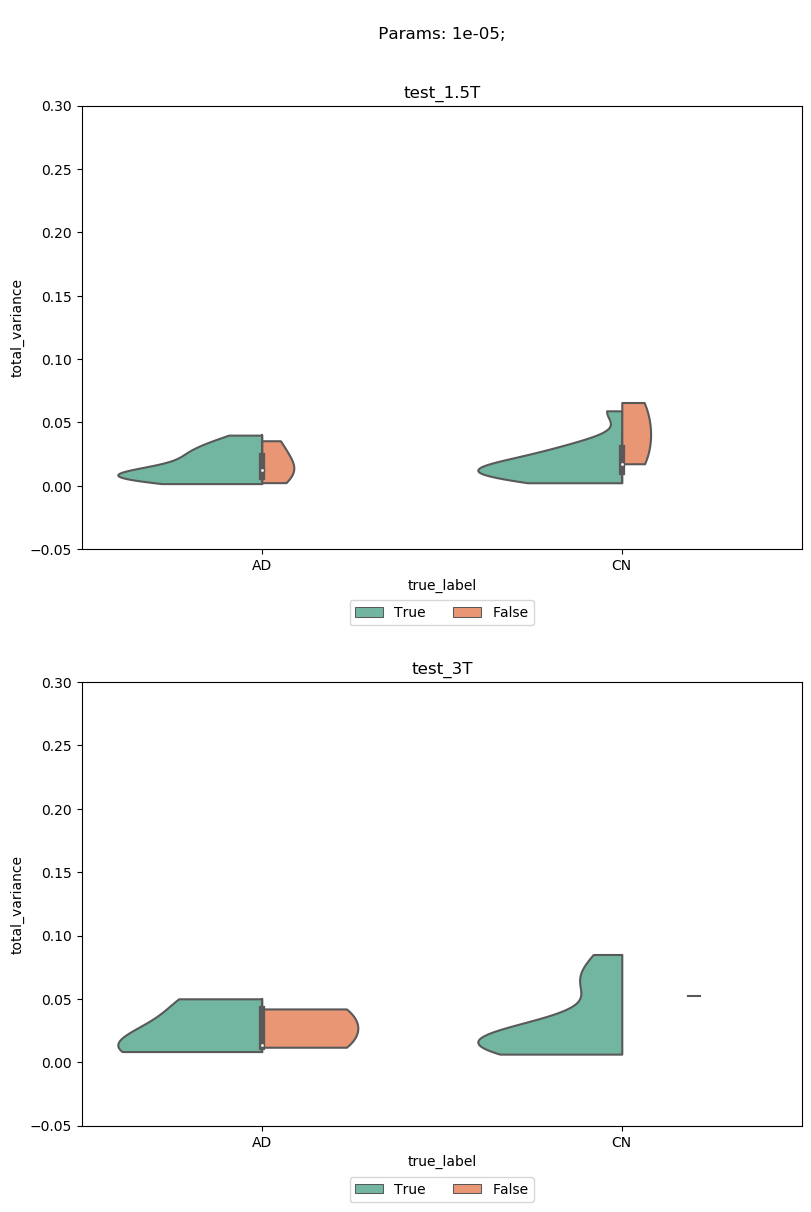 Params: 1e-05;
test_1.5T
0.30
0.25
0.20
0.15
0.10
0.05
0.00
−0.05
total_variance
AD CN
true_label
True False
test_3T
0.30
0.25
0.20
0.15
0.10
0.05
0.00
−0.05
total_variance
AD CN
true_label
True False